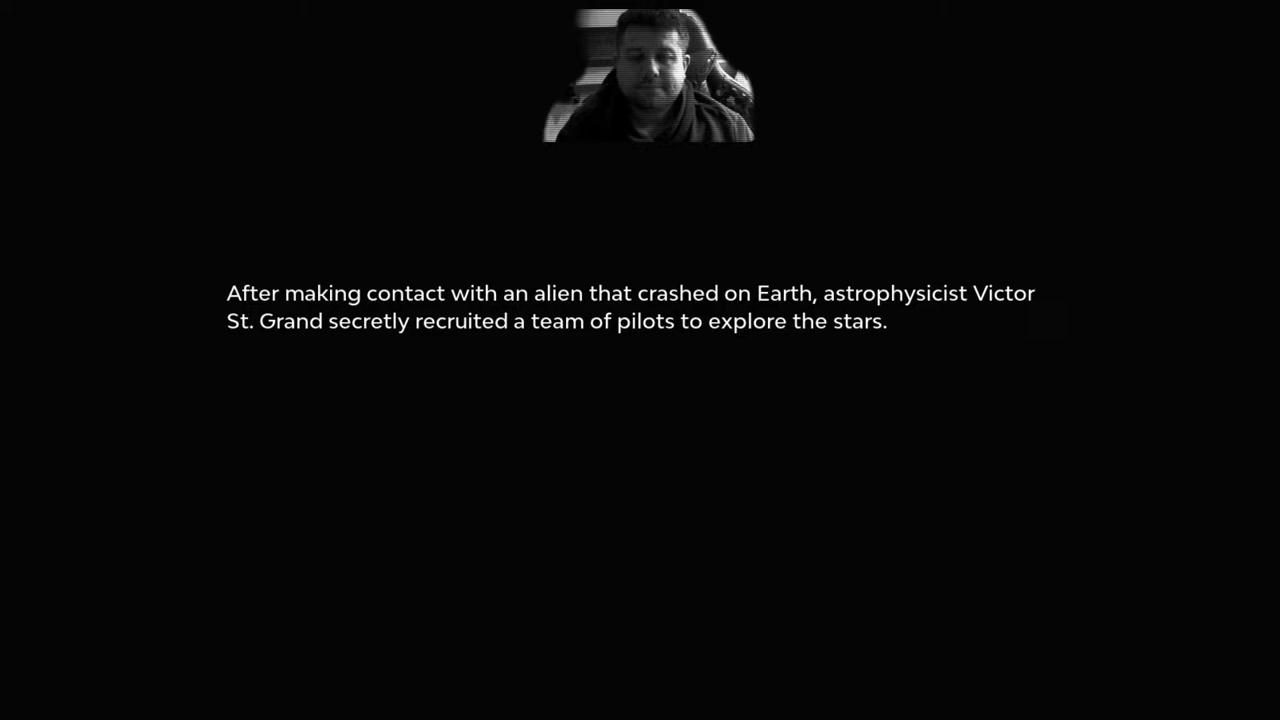 After making contact with an alien that crashed on Earth, astrophysicist Victor
St. Grand secretly recruited a team of pilots to explore the stars.